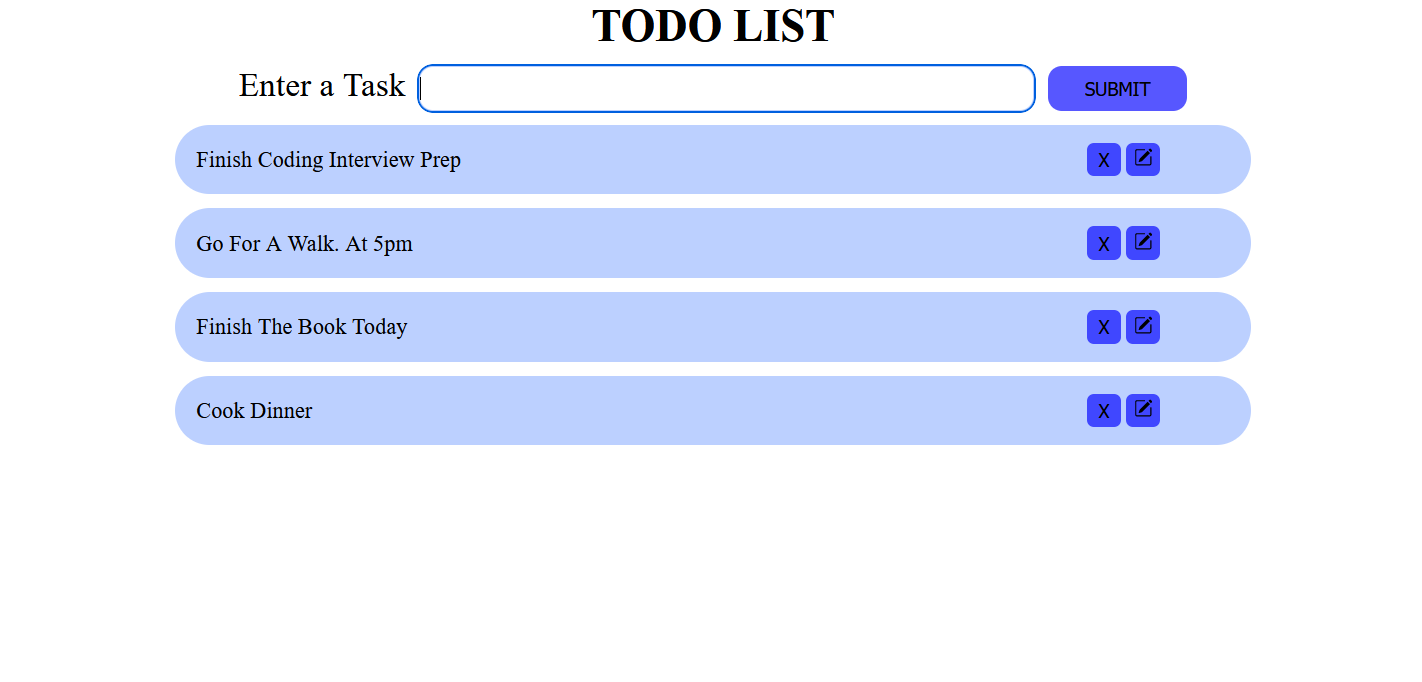 TODO LIST
Enter a Task SUBMIT
Finish Coding Interview Prep X
Go For A Walk. At 5pm X
Finish The Book Today X
Cook Dinner X